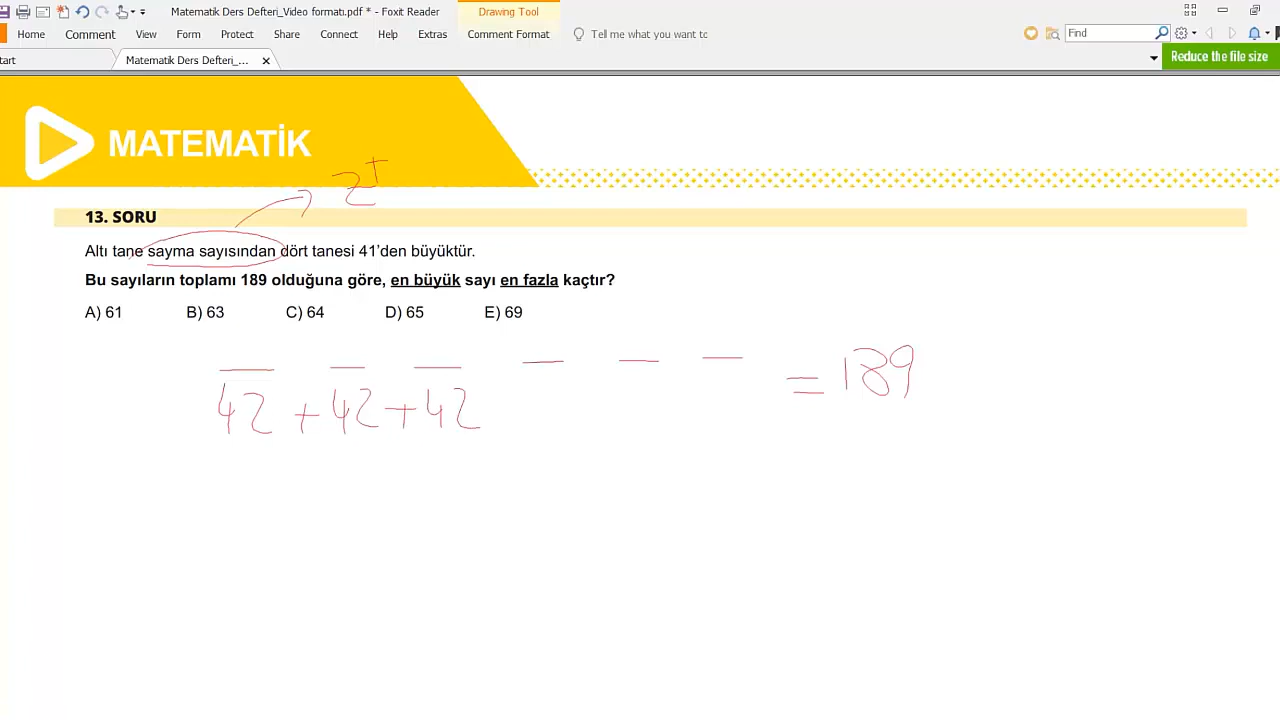 Matematik Ders Defteri_Video formatı.pdf * - Foxit Reader
Drawing Tool
Home Comment View Form Protect Share Connect Help Extras Comment Format Tell me what you want to Find
tart Matematik Ders Defteri_... Reduce the file size
MATEMATİK
Z+
13. SORU
Altı tane sayma sayısından dört tanesi 41'den büyüktür.
Bu sayıların toplamı 189 olduğuna göre, en büyük sayı en fazla kaçtır?
A) 61 B) 63 C) 64 D) 65 E) 69
= 189
42 + 42 + 42